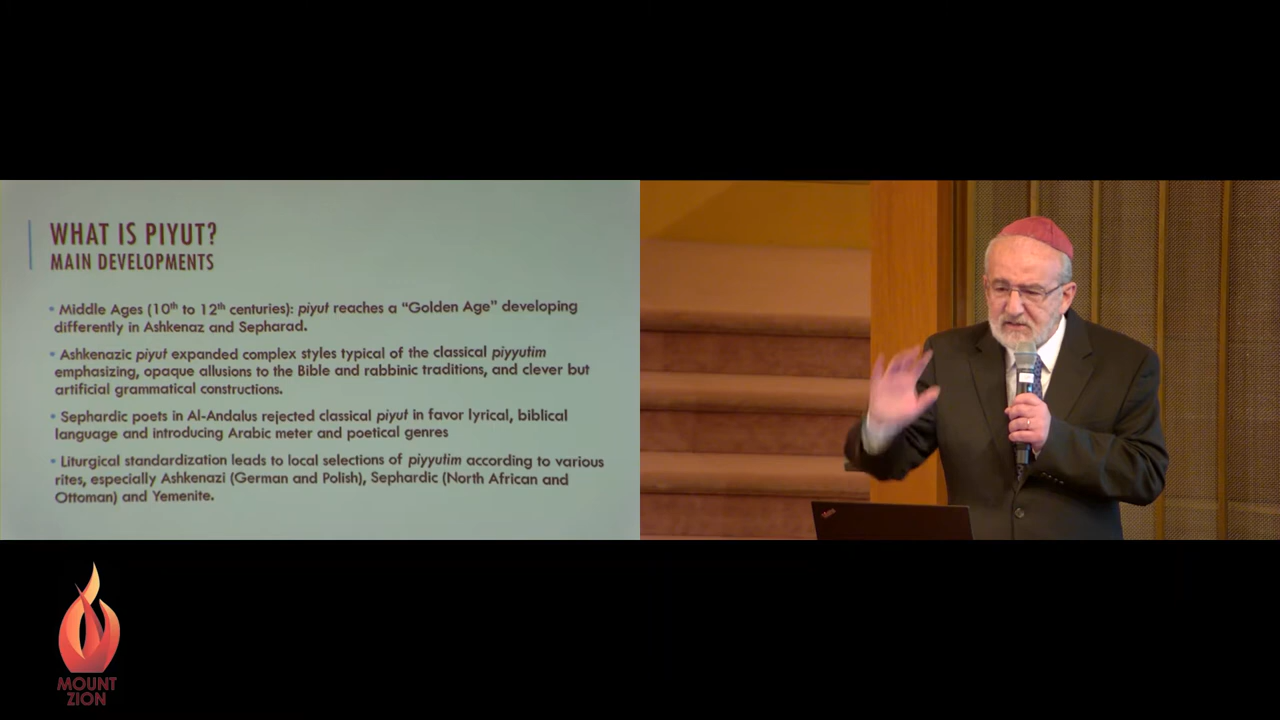 WHAT IS PIYUT?
MAIN DEVELOPMENTS
• Middle Ages (10th to 12th centuries): piyut reaches a “Golden Age” developing
differently in Ashkenaz and Sepharad.
• Ashkenazic piyut expanded complex styles typical of the classical piyyutim
emphasizing, opaque allusions to the Bible and rabbinic traditions, and clever but
artificial grammatical constructions.
• Sephardic poets in Al-Andalus rejected classical piyut in favor lyrical, biblical
language and introducing Arabic meter and poetical genres
• Liturgical standardization leads to local selections of piyyutim according to various
rites, especially Ashkenazi (German and Polish), Sephardic (North African and
Ottoman) and Yemenite.
MOUNT
ZION